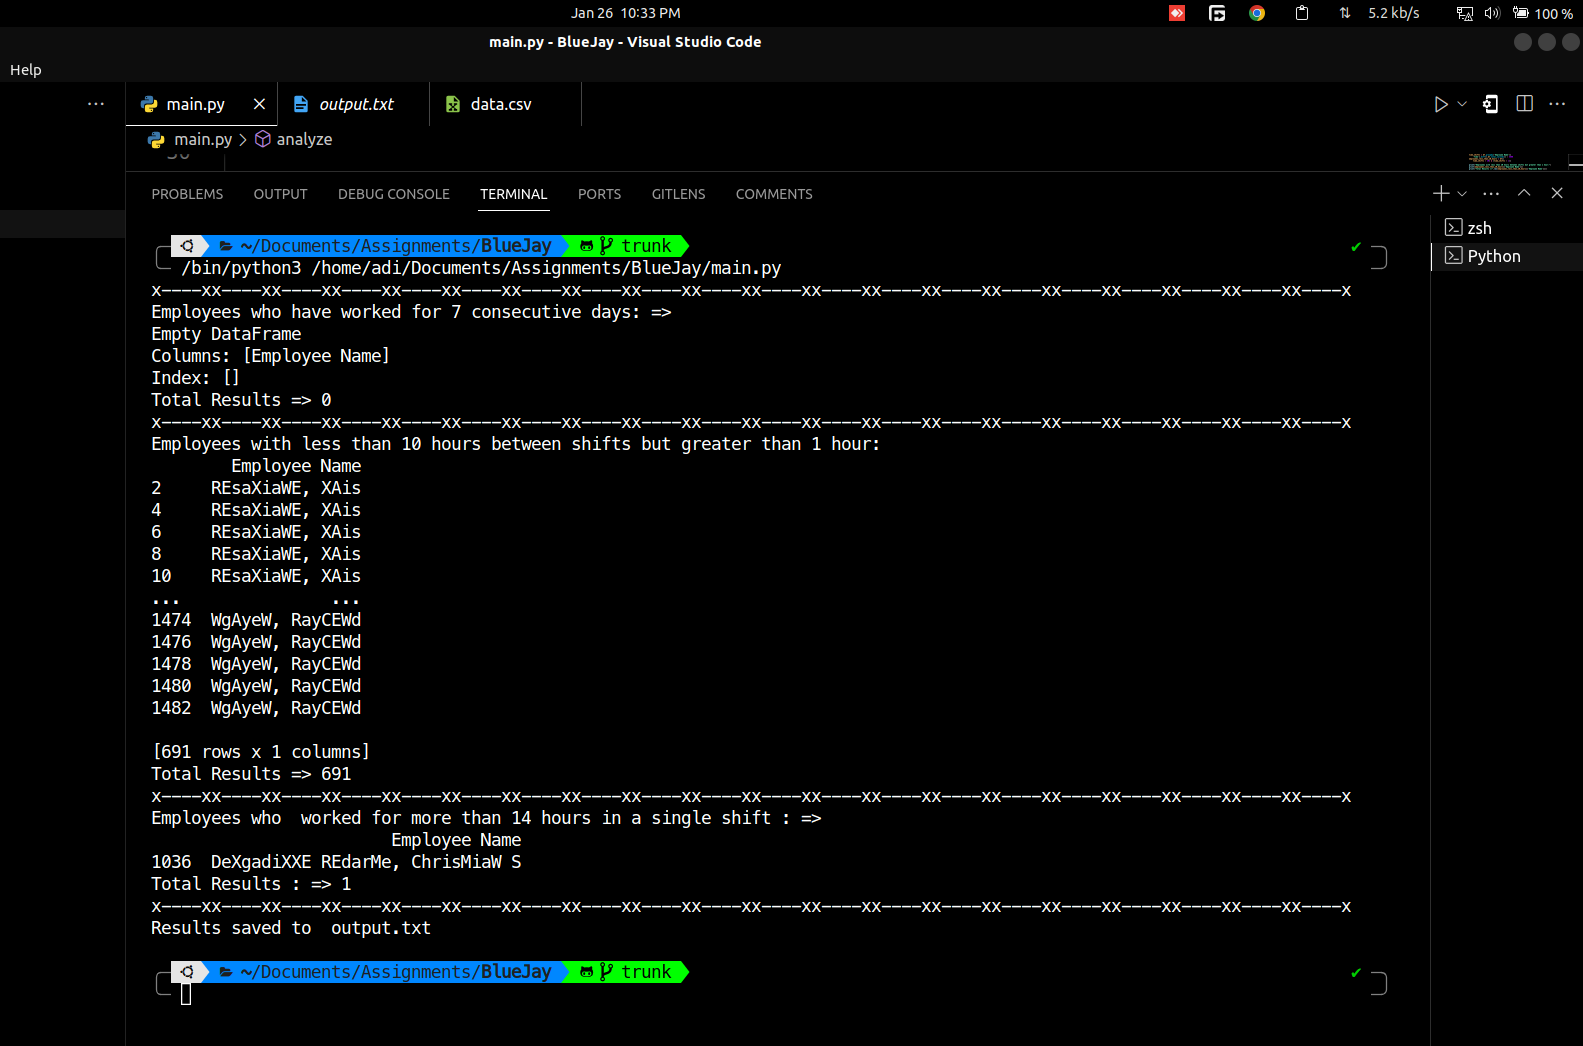 Jan 26 10:33 PM
5.2 kb/s
100 %
main.py - BlueJay - Visual Studio Code
Help
main.py
output.txt
data.csv
main.py > analyze
PROBLEMS OUTPUT DEBUG CONSOLE TERMINAL PORTS GITLENS COMMENTS
zsh
Python
~/Documents/Assignments/BlueJay trunk ✔
/bin/python3 /home/adi/Documents/Assignments/BlueJay/main.py
x----xx----xx----xx----xx----xx----xx----xx----xx----xx----xx----xx----xx----xx----xx----xx----xx----xx----xx----xx----x
Employees who have worked for 7 consecutive days: =>
Empty DataFrame
Columns: [Employee Name]
Index: []
Total Results => 0
x----xx----xx----xx----xx----xx----xx----xx----xx----xx----xx----xx----xx----xx----xx----xx----xx----xx----xx----xx----x
Employees with less than 10 hours between shifts but greater than 1 hour:
Employee Name
2 REsaXiaWE, XAis
4 REsaXiaWE, XAis
6 REsaXiaWE, XAis
8 REsaXiaWE, XAis
10 REsaXiaWE, XAis
... ...
1474 WgAyeW, RayCEWd
1476 WgAyeW, RayCEWd
1478 WgAyeW, RayCEWd
1480 WgAyeW, RayCEWd
1482 WgAyeW, RayCEWd
[691 rows x 1 columns]
Total Results => 691
x----xx----xx----xx----xx----xx----xx----xx----xx----xx----xx----xx----xx----xx----xx----xx----xx----xx----xx----xx----x
Employees who  worked for more than 14 hours in a single shift : =>
Employee Name
1036 DeXgadiXXE REdarMe, ChrisMiaW S
Total Results : => 1
x----xx----xx----xx----xx----xx----xx----xx----xx----xx----xx----xx----xx----xx----xx----xx----xx----xx----xx----xx----x
Results saved to  output.txt
~/Documents/Assignments/BlueJay trunk ✔